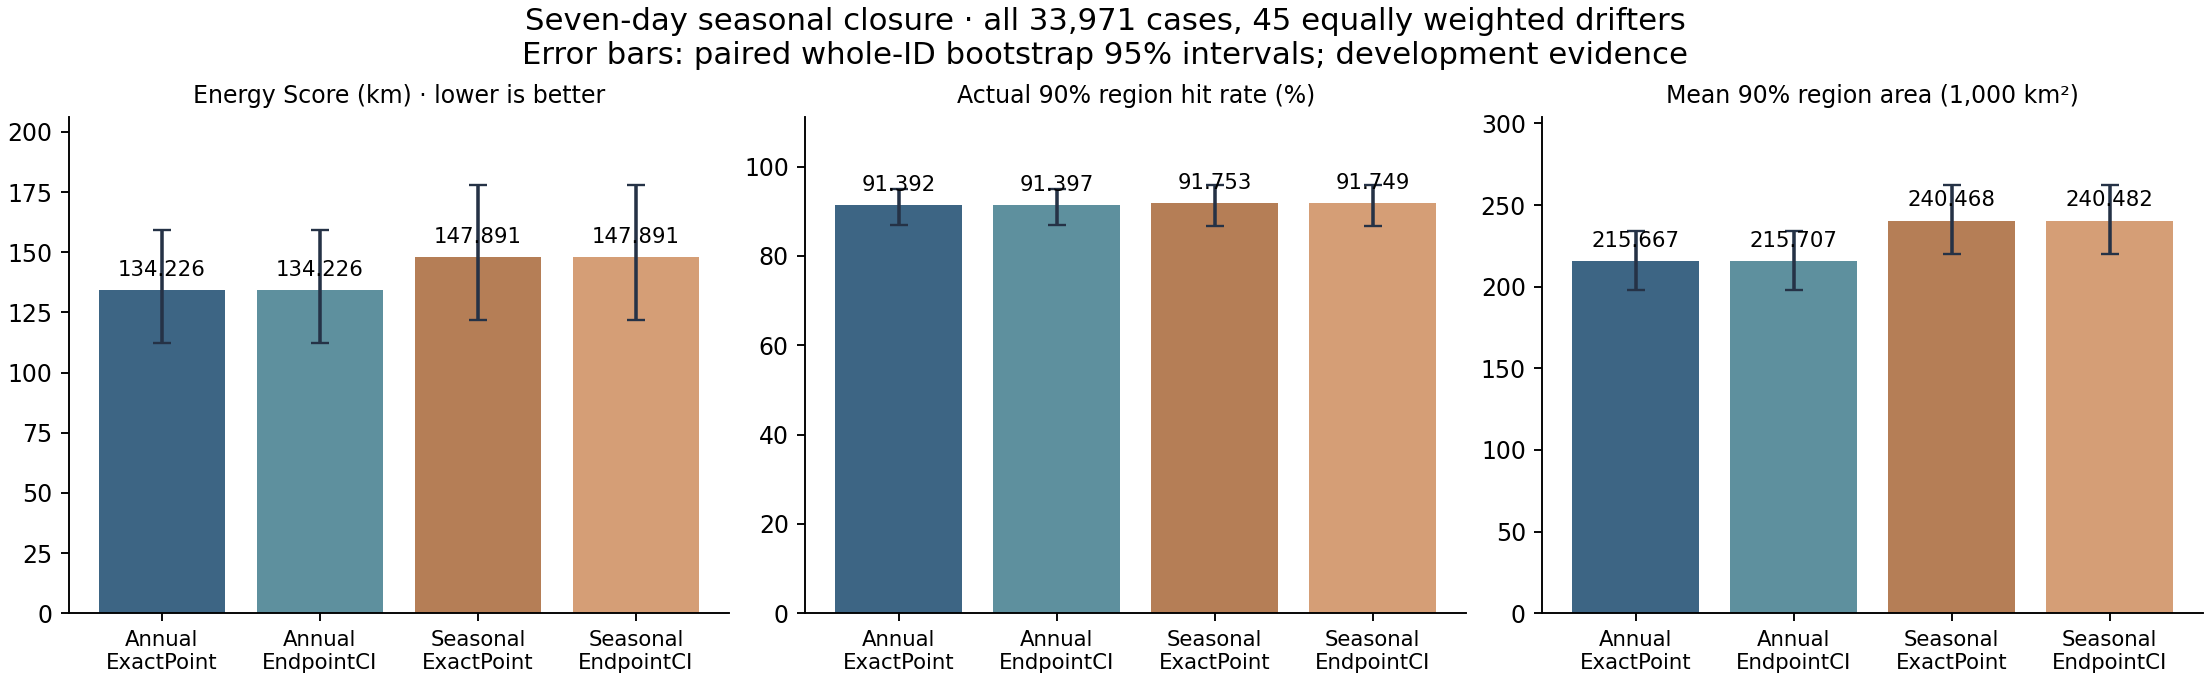 Seven-day seasonal closure · all 33,971 cases, 45 equally weighted drifters
Error bars: paired whole-ID bootstrap 95% intervals; development evidence
Energy Score (km) · lower is better
200
175
150
125
100
75
50
25
0
134.226
134.226
147.891
147.891
Annual
ExactPoint
Annual
EndpointCI
Seasonal
ExactPoint
Seasonal
EndpointCI
Actual 90% region hit rate (%)
100
80
60
40
20
0
91.392
91.397
91.753
91.749
Annual
ExactPoint
Annual
EndpointCI
Seasonal
ExactPoint
Seasonal
EndpointCI
Mean 90% region area (1,000 km²)
300
250
200
150
100
50
0
215.667
215.707
240.468
240.482
Annual
ExactPoint
Annual
EndpointCI
Seasonal
ExactPoint
Seasonal
EndpointCI